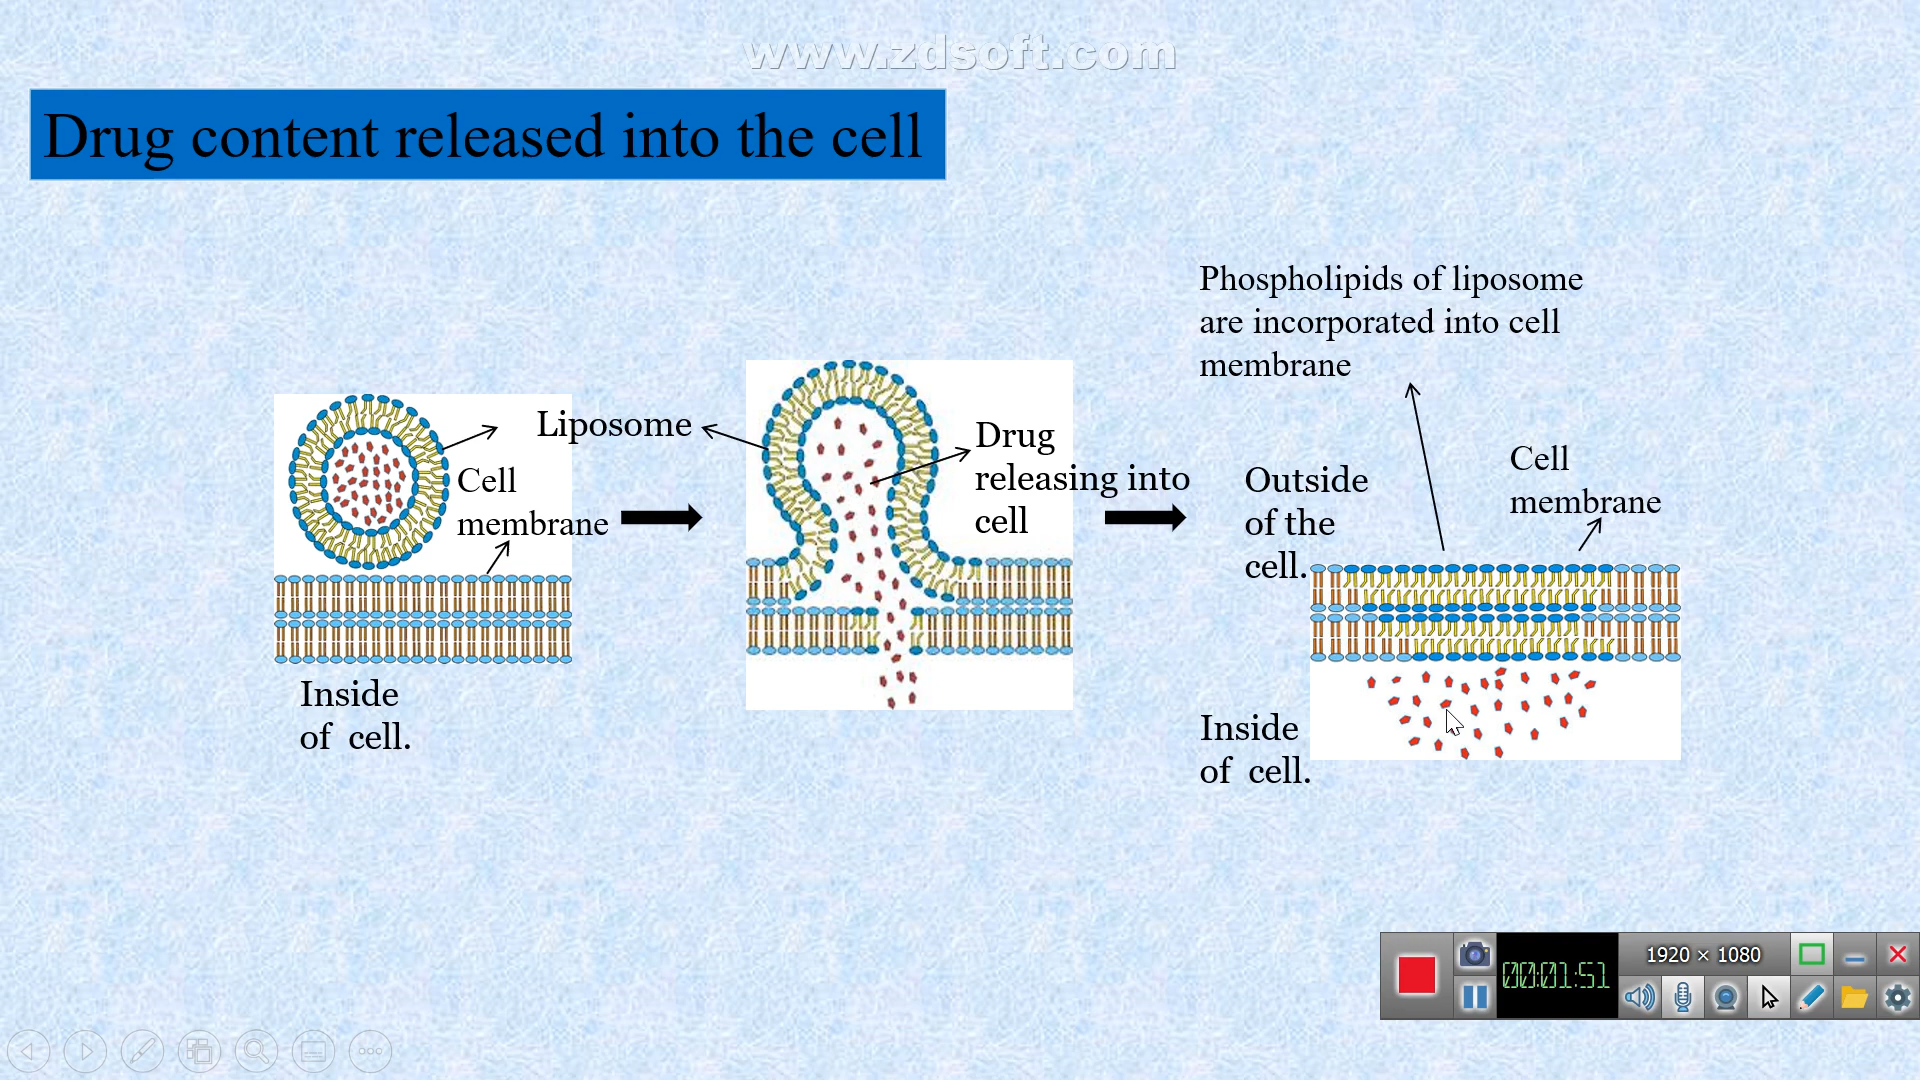 www.zdsoft.com
Drug content released into the cell
Phospholipids of liposome
are incorporated into cell
membrane
Liposome
Cell
membrane
Drug
releasing into
cell
Outside
of the
cell.
Cell
membrane
Inside
of  cell.
Inside
of  cell.
1920 × 1080
00:01:51